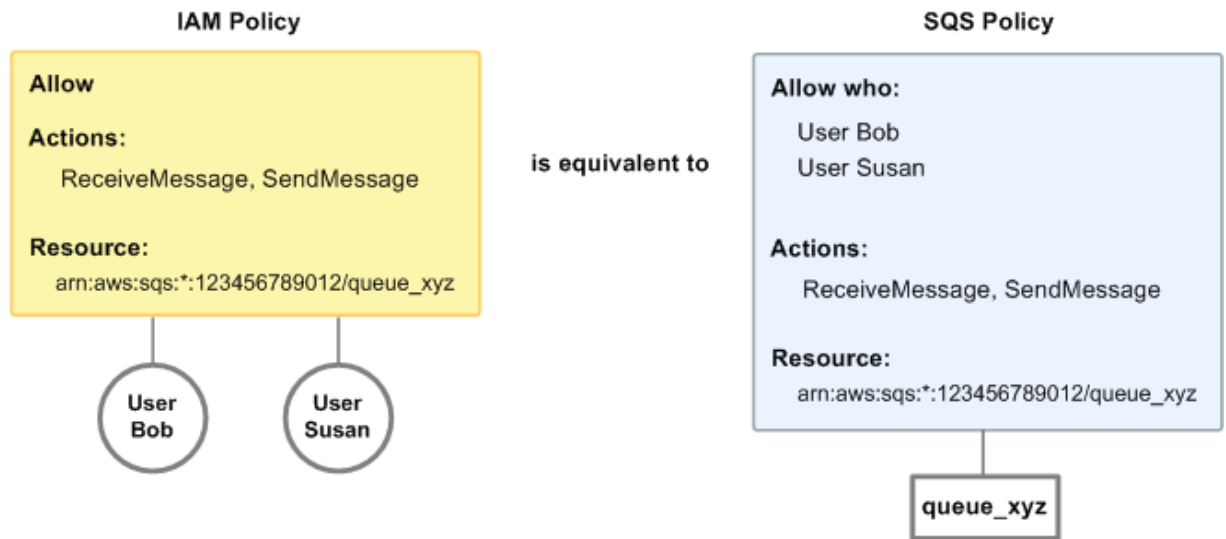 IAM Policy
Allow
Actions:
ReceiveMessage, SendMessage
Resource:
arn:aws:sqs:*:123456789012/queue_xyz
User
Bob
User
Susan
is equivalent to
SQS Policy
Allow who:
User Bob
User Susan
Actions:
ReceiveMessage, SendMessage
Resource:
arn:aws:sqs:*:123456789012/queue_xyz
queue_xyz